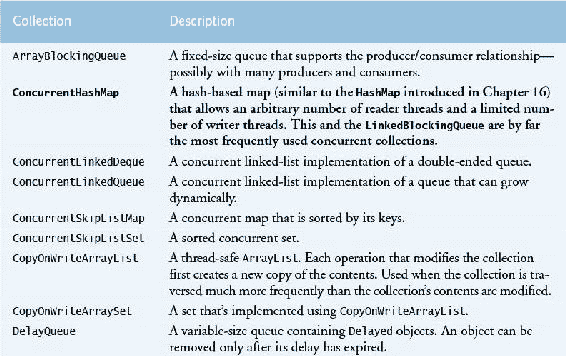 Collection Description
ArrayBlockingQueue A fixed-size queue that supports the producer/consumer relationship—
possibly with many producers and consumers.
ConcurrentHashMap A hash-based map (similar to the HashMap introduced in Chapter 16)
that allows an arbitrary number of reader threads and a limited num-
ber of writer threads. This and the LinkedBlockingQueue are by far
the most frequently used concurrent collections.
ConcurrentLinkedDeque A concurrent linked-list implementation of a double-ended queue.
ConcurrentLinkedQueue A concurrent linked-list implementation of a queue that can grow
dynamically.
ConcurrentSkipListMap A concurrent map that is sorted by its keys.
ConcurrentSkipListSet A sorted concurrent set.
CopyOnWriteArrayList A thread-safe ArrayList. Each operation that modifies the collection
first creates a new copy of the contents. Used when the collection is tra-
versed much more frequently than the collection's contents are modified.
CopyOnWriteArraySet A set that's implemented using CopyOnWriteArrayList.
DelayQueue A variable-size queue containing Delayed objects. An object can be
removed only after its delay has expired.